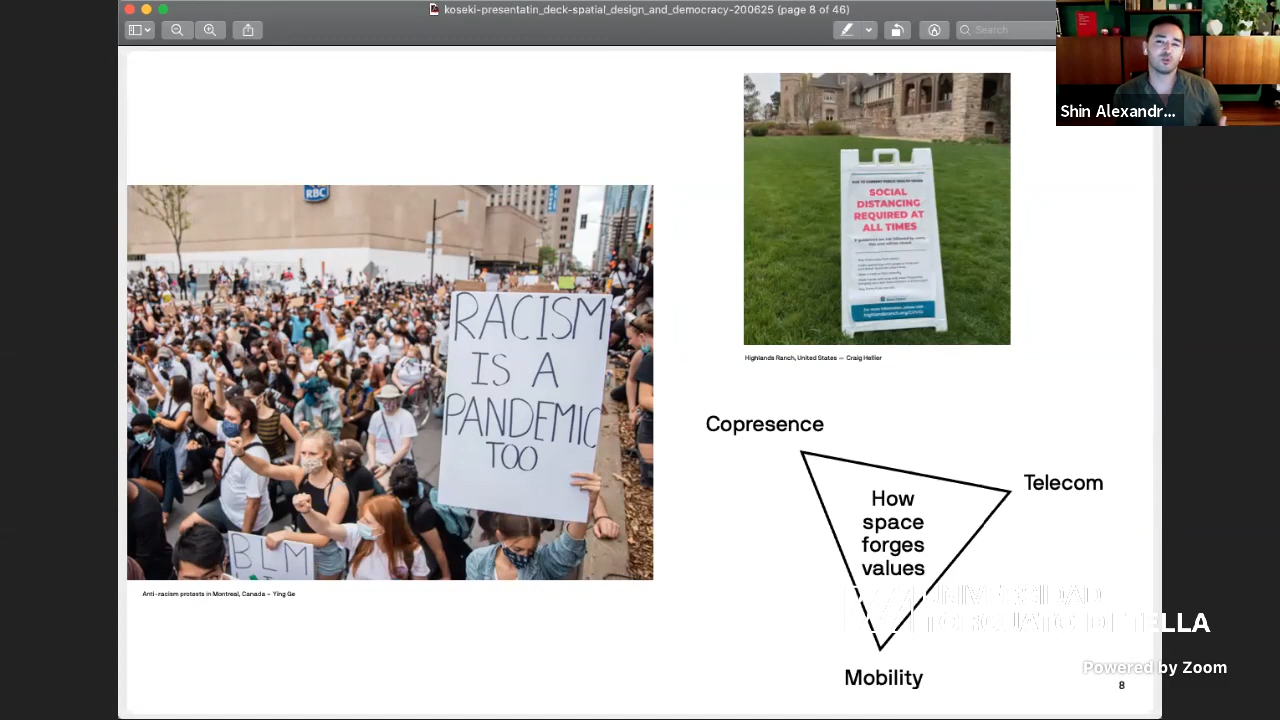 koseki-presentatin_deck-spatial_design_and_democracy-200625 (page 8 of 46)
Search
Shin Alexandr...
RBC
RACISM
IS A
PANDEMIC
TOO
BLM
Anti-racism protests in Montreal, Canada – Ying Ge
SOCIAL
DISTANCING
REQUIRED AT
ALL TIMES
Highlands Ranch, United States — Craig Hellier
Copresence
Telecom
How
space
forges
values
Mobility
UNIVERSIDAD
TORCUATO DI TELLA
Powered by Zoom
8